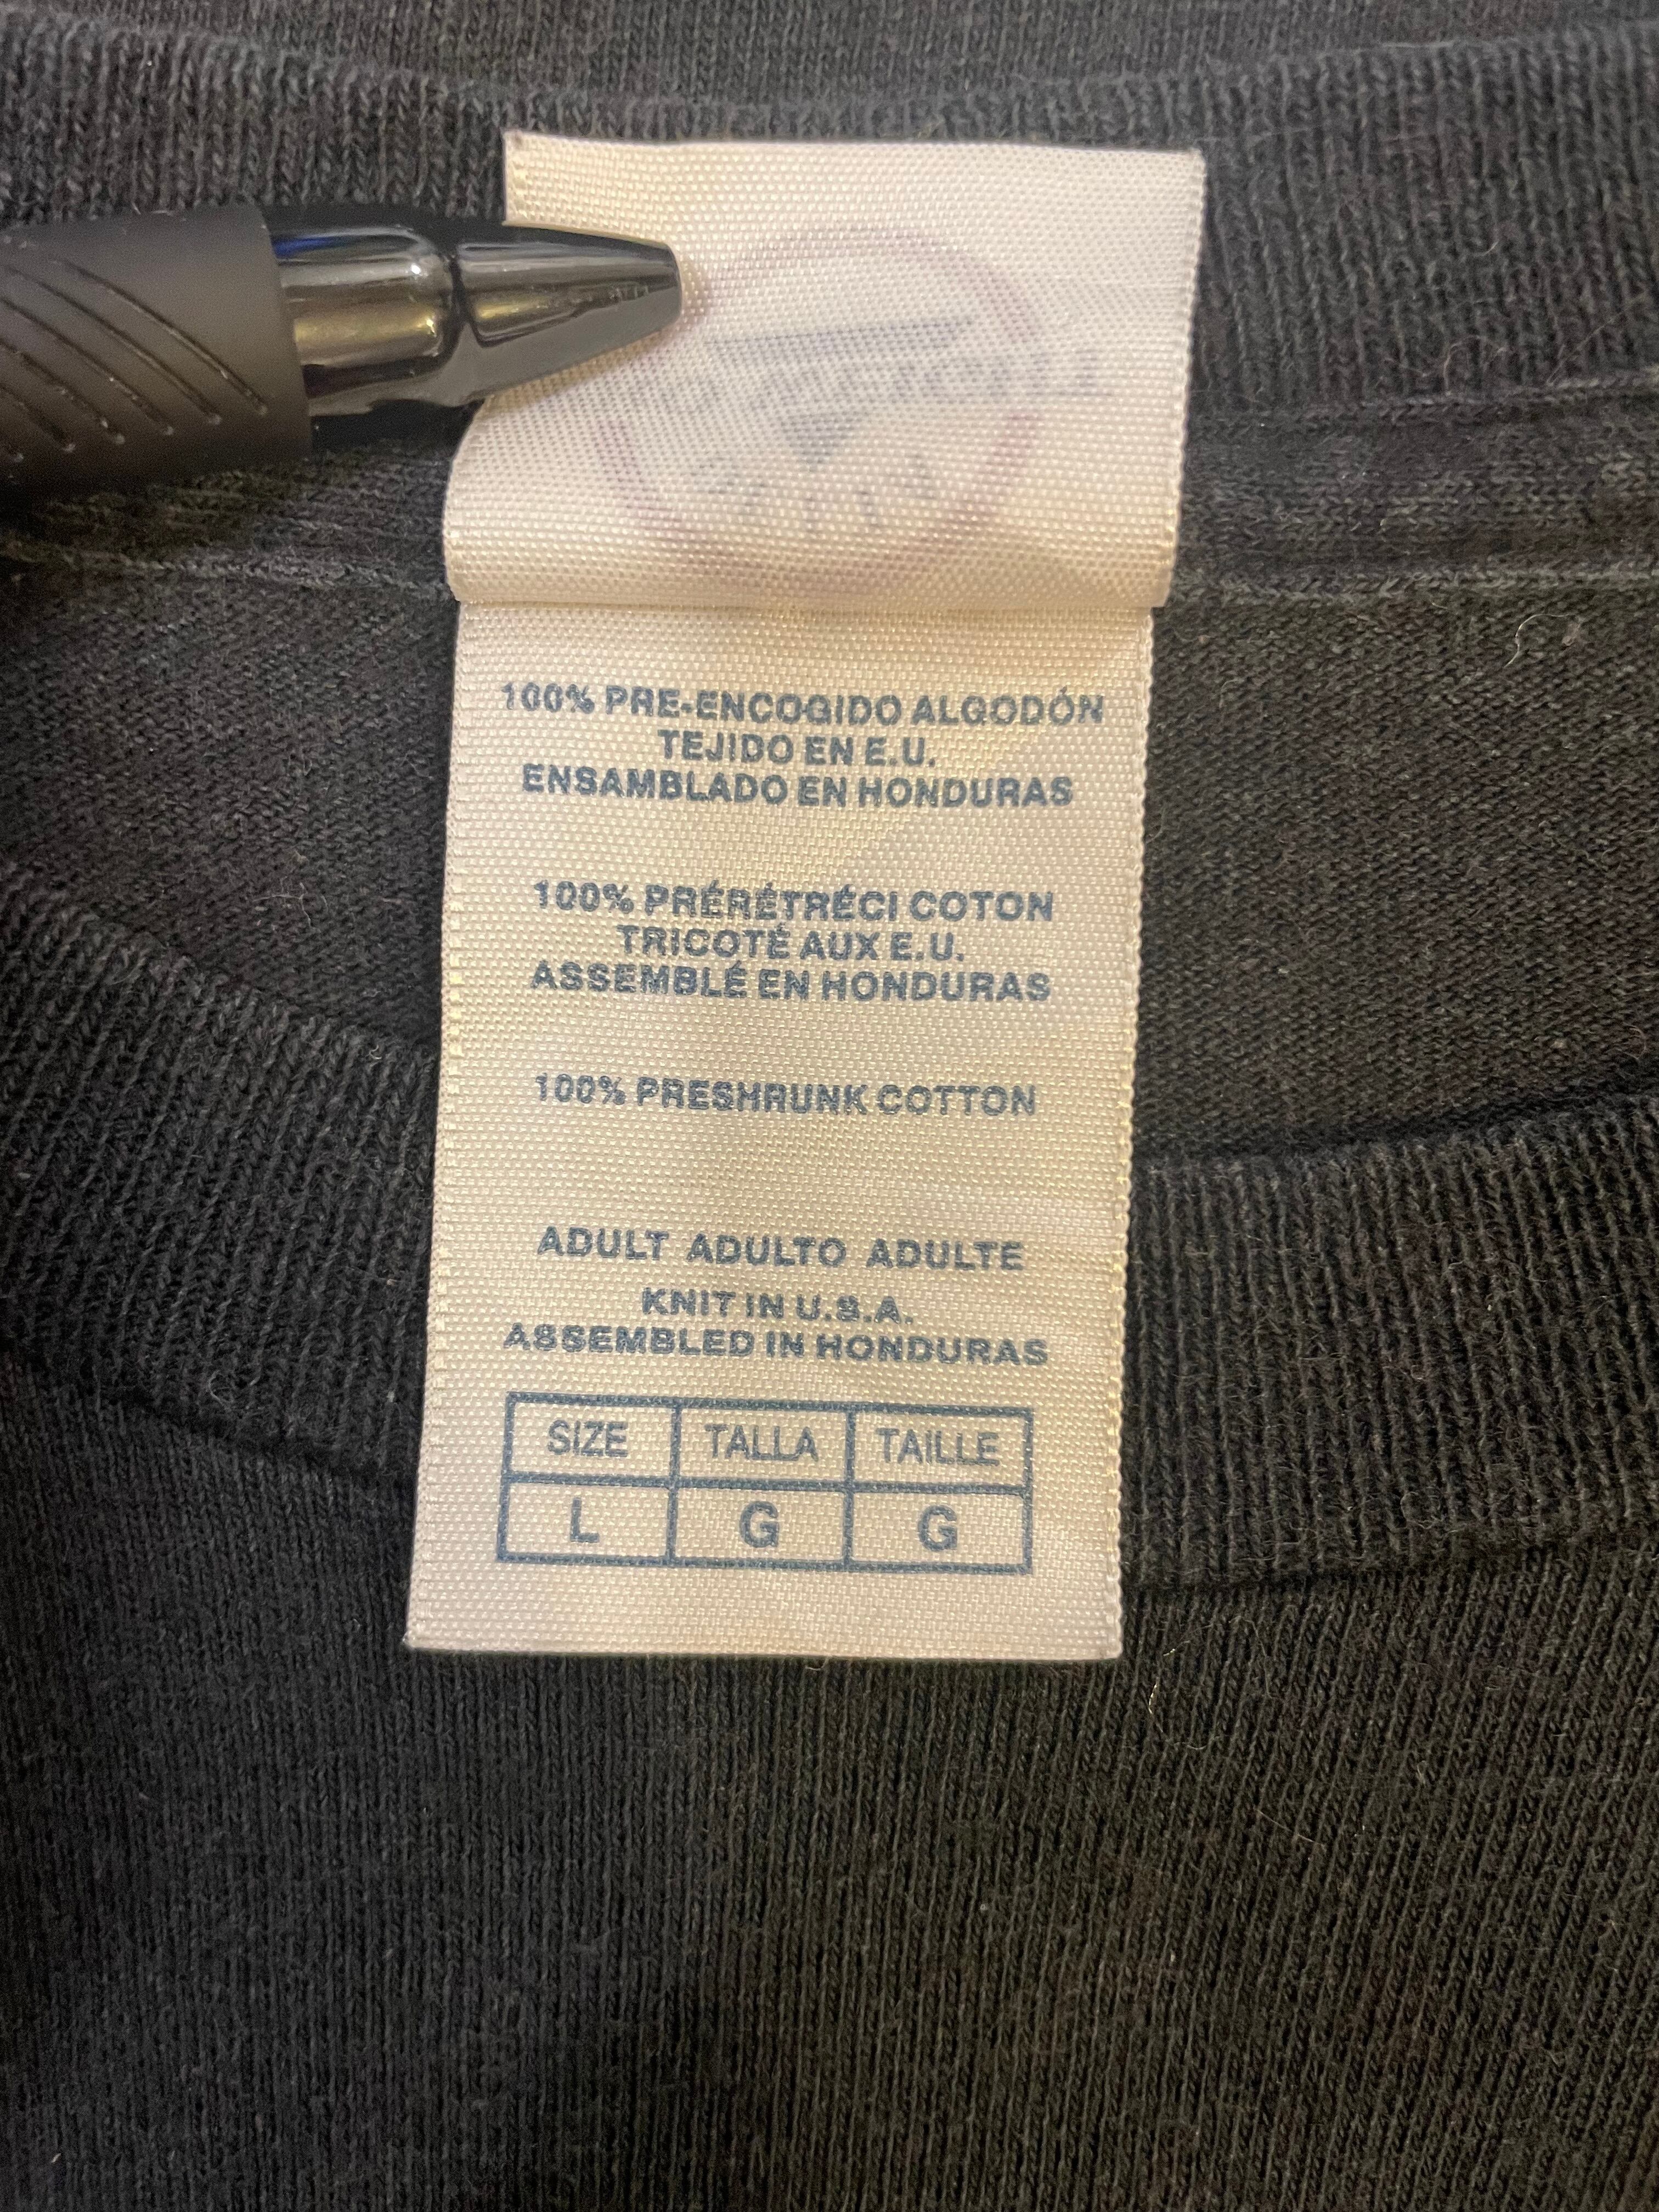 100% PRE-ENCOGIDO ALGODÓN
TEJIDO EN E.U.
ENSAMBLADO EN HONDURAS
100% PRÉRÉTRÉCI COTON
TRICOTÉ AUX E.U.
ASSEMBLÉ EN HONDURAS
100% PRESHRUNK COTTON
ADULT ADULTO ADULTE
KNIT IN U.S.A.
ASSEMBLED IN HONDURAS
SIZE TALLA TAILLE
L G G